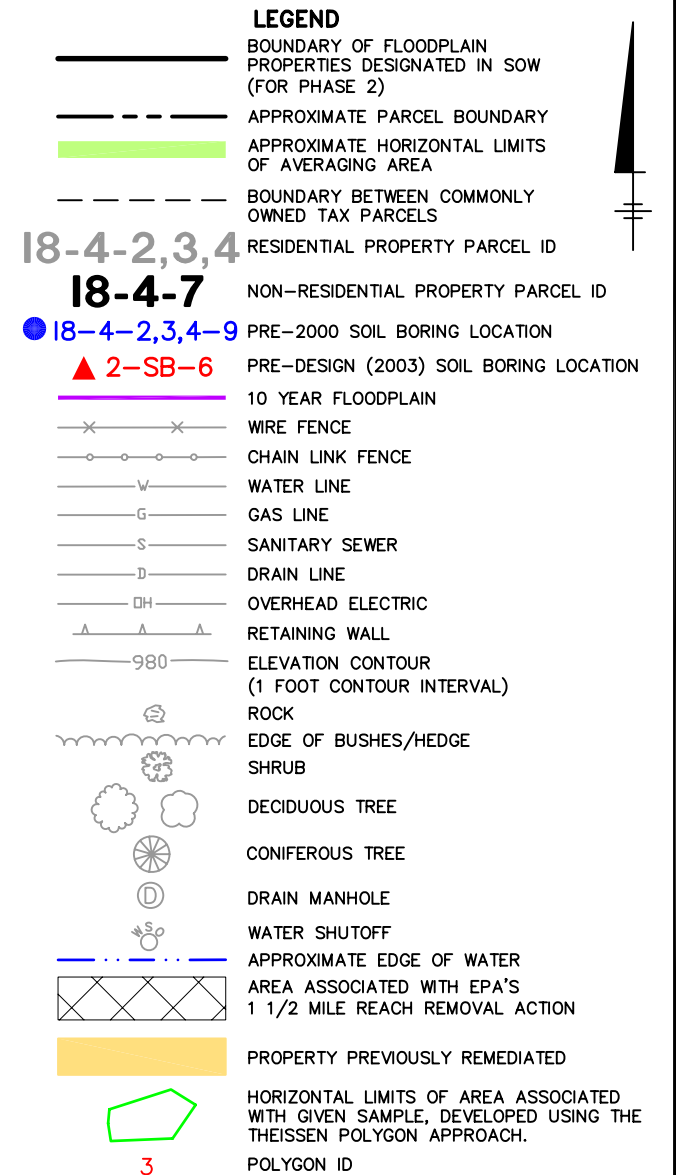 LEGEND
BOUNDARY OF FLOODPLAIN
PROPERTIES DESIGNATED IN SOW
(FOR PHASE 2)
APPROXIMATE PARCEL BOUNDARY
APPROXIMATE HORIZONTAL LIMITS
OF AVERAGING AREA
BOUNDARY BETWEEN COMMONLY
OWNED TAX PARCELS
I8-4-2,3,4 RESIDENTIAL PROPERTY PARCEL ID
I8-4-7 NON-RESIDENTIAL PROPERTY PARCEL ID
I8-4-2,3,4-9 PRE-2000 SOIL BORING LOCATION
2-SB-6 PRE-DESIGN (2003) SOIL BORING LOCATION
10 YEAR FLOODPLAIN
WIRE FENCE
CHAIN LINK FENCE
W WATER LINE
G GAS LINE
S SANITARY SEWER
D DRAIN LINE
OH OVERHEAD ELECTRIC
RETAINING WALL
980 ELEVATION CONTOUR
(1 FOOT CONTOUR INTERVAL)
ROCK
EDGE OF BUSHES/HEDGE
SHRUB
DECIDUOUS TREE
CONIFEROUS TREE
D DRAIN MANHOLE
WSO WATER SHUTOFF
APPROXIMATE EDGE OF WATER
AREA ASSOCIATED WITH EPA'S
1 1/2 MILE REACH REMOVAL ACTION
PROPERTY PREVIOUSLY REMEDIATED
HORIZONTAL LIMITS OF AREA ASSOCIATED
WITH GIVEN SAMPLE, DEVELOPED USING THE
THEISSEN POLYGON APPROACH.
3 POLYGON ID